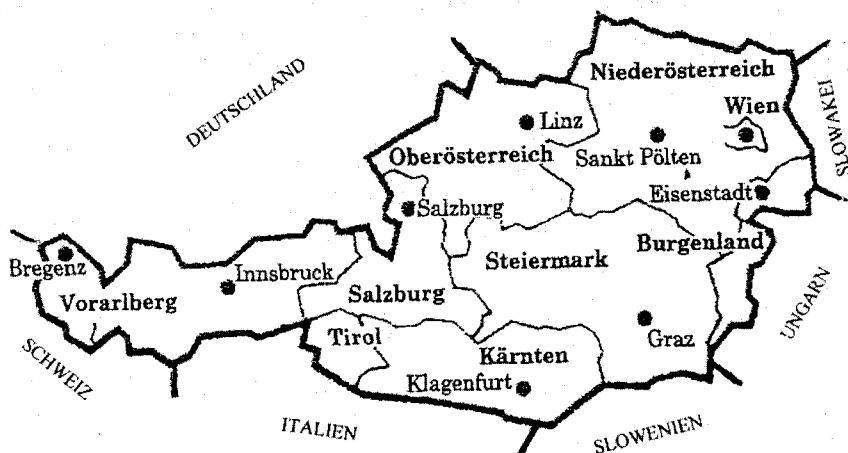 DEUTSCHLAND
Niederösterreich
Wien
SLOWAKEI
Linz
Oberösterreich
Sankt Pölten
Eisenstadt
Salzburg
Burgenland
Bregenz
Innsbruck
Steiermark
Vorarlberg
Salzburg
UNGARN
Tirol
Graz
SCHWEIZ
Kärnten
Klagenfurt
ITALIEN
SLOWENIEN